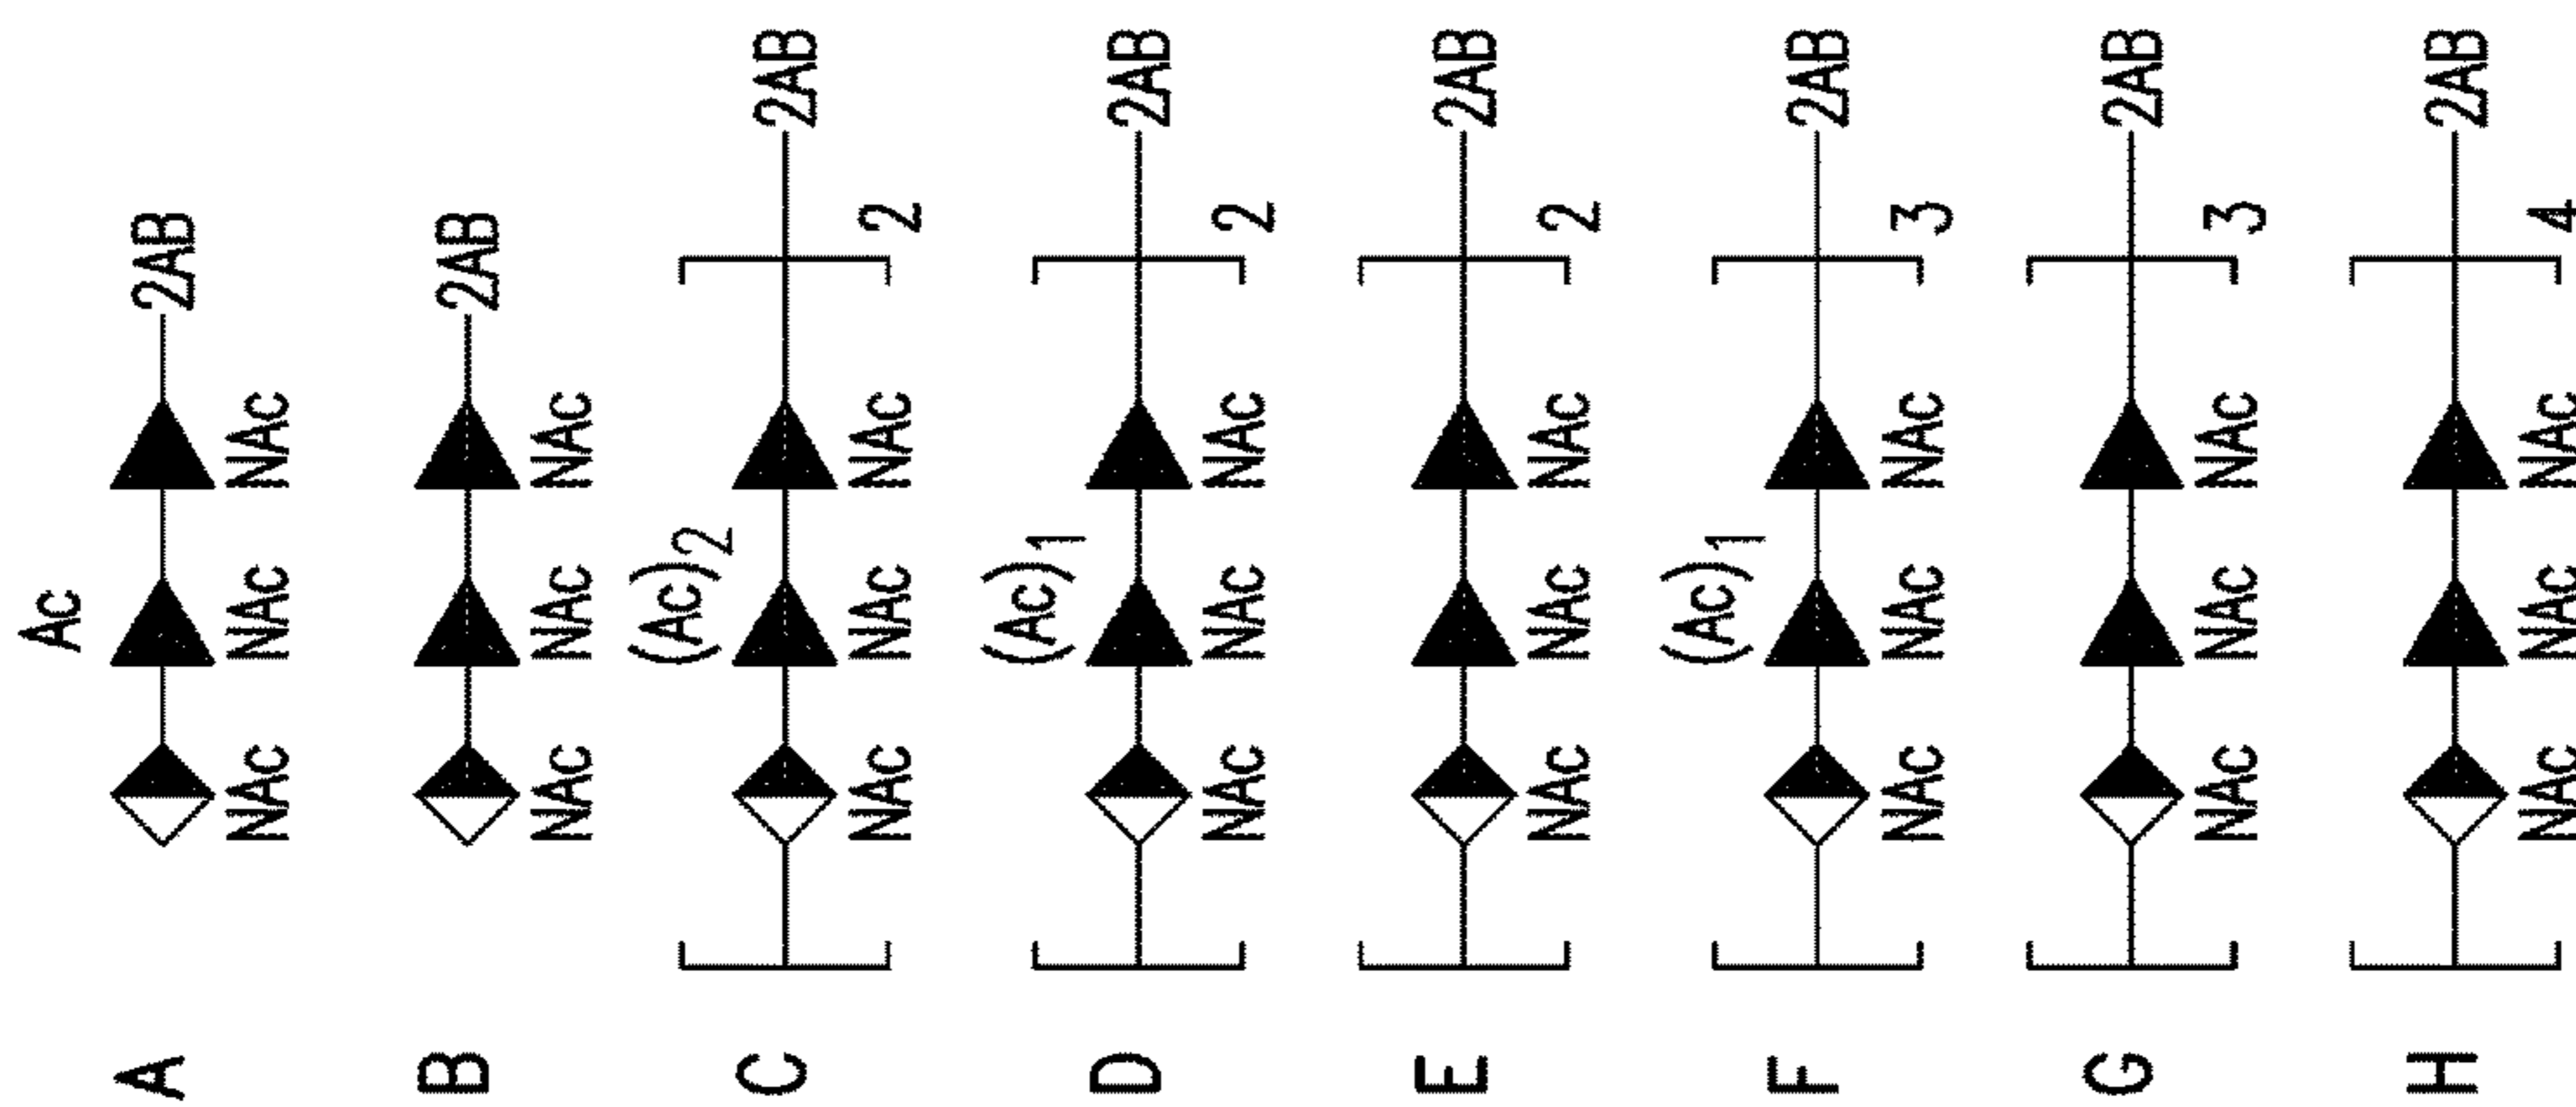 Ac
A 2AB
NAc NAc NAc
B 2AB
NAc NAc NAc
(Ac)2
C 2AB
NAc NAc NAc 2
(Ac)1
D 2AB
NAc NAc NAc 2
E 2AB
NAc NAc NAc 2
(Ac)1
F 2AB
NAc NAc NAc 3
G 2AB
NAc NAc NAc 3
H 2AB
NAc NAc NAc 4